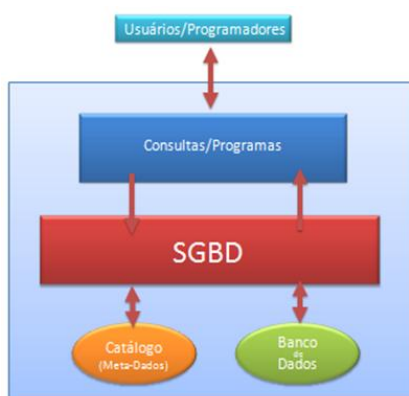 Usuários/Programadores
Consultas/Programas
SGBD
Catálogo
(Meta-Dados)
Banco
de
Dados